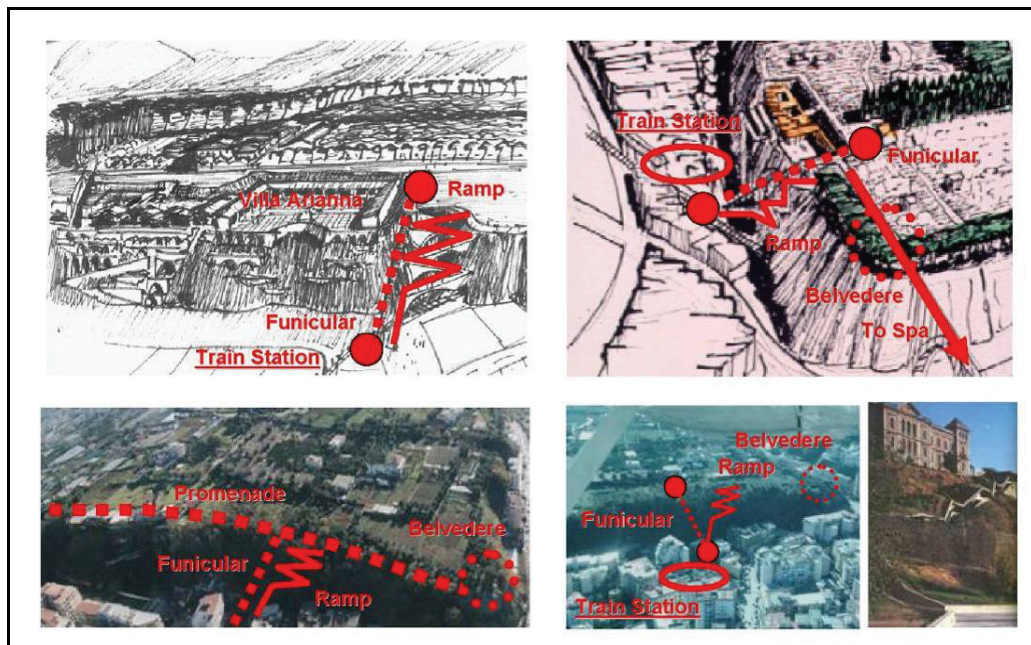 Villa Arianna
Ramp
Funicular
Train Station
Train Station
Funicular
Ramp
Belvedere
To Spa
Promenade
Belvedere
Funicular
Ramp
Belvedere
Ramp
Funicular
Train Station